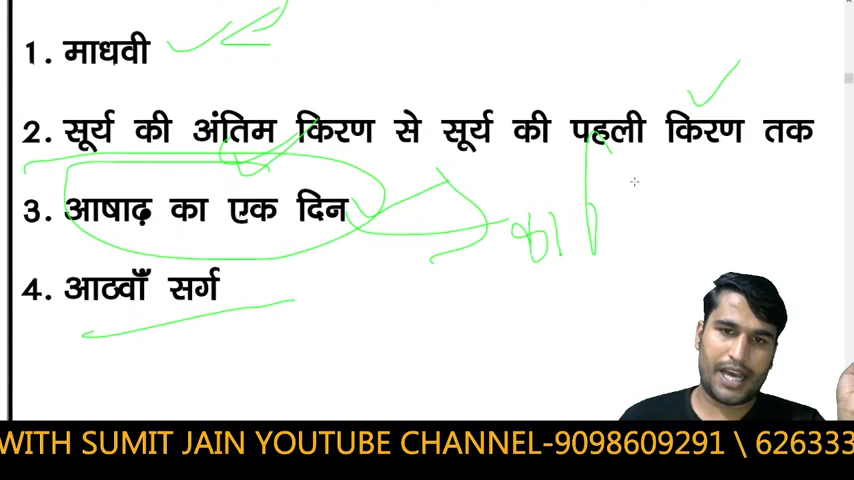 1. माधवी
2. सूर्य की अंतिम किरण से सूर्य की पहली किरण तक
3. आषाढ़ का एक दिन
4. आठवाँ सर्ग
WITH SUMIT JAIN YOUTUBE CHANNEL-9098609291 \ 626333